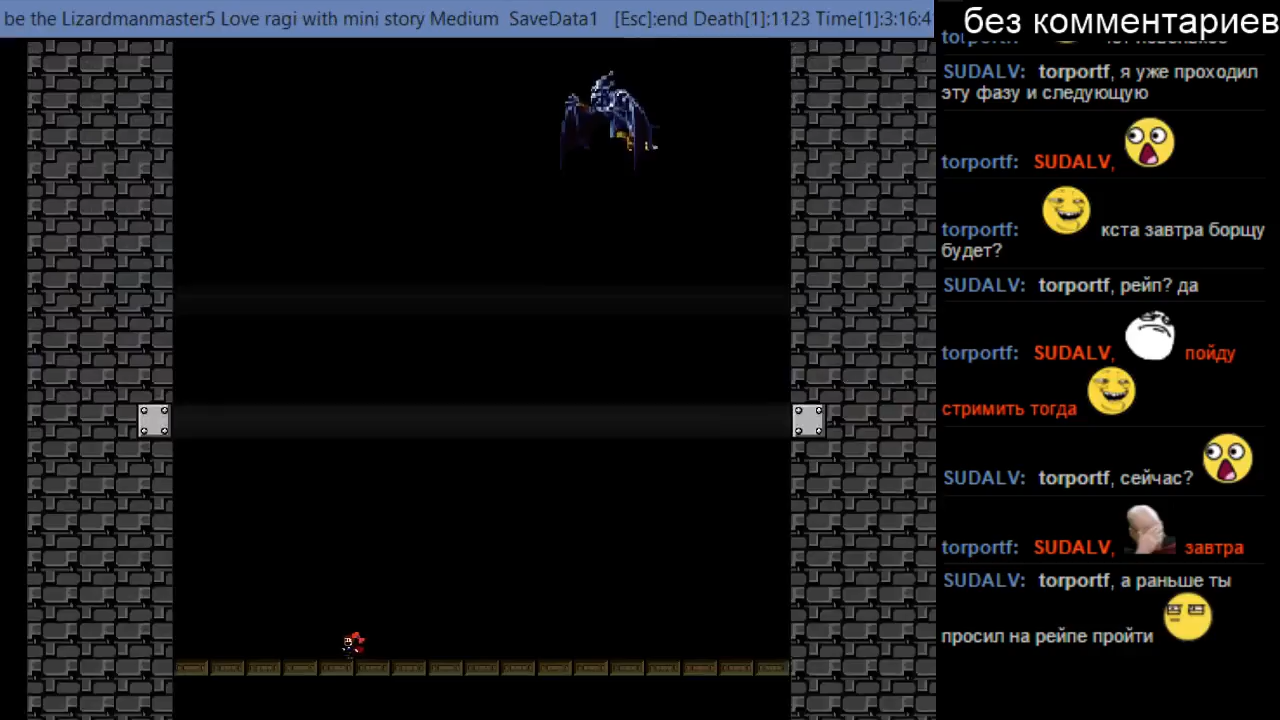 be the Lizardmanmaster5 Love ragi with mini story Medium SaveData1 [Esc]:end Death[1]:1123 Time[1]:3:16:4
без комментариев
SUDALV: torportf, я уже проходил
эту фазу и следующую
torportf: SUDALV,
torportf: кста завтра борщу
будет?
SUDALV: torportf, рейп? да
torportf: SUDALV, пойду
стримить тогда
SUDALV: torportf, сейчас?
torportf: SUDALV, завтра
SUDALV: torportf, а раньше ты
просил на рейпе пройти